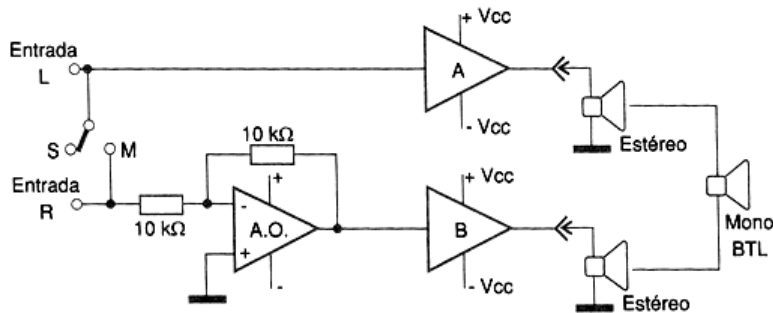 Entrada
L
S
M
Entrada
R
10 kΩ
10 kΩ
-
+
A.O.
+
-
A
+ Vcc
- Vcc
B
+ Vcc
- Vcc
Estéreo
Estéreo
Mono
BTL